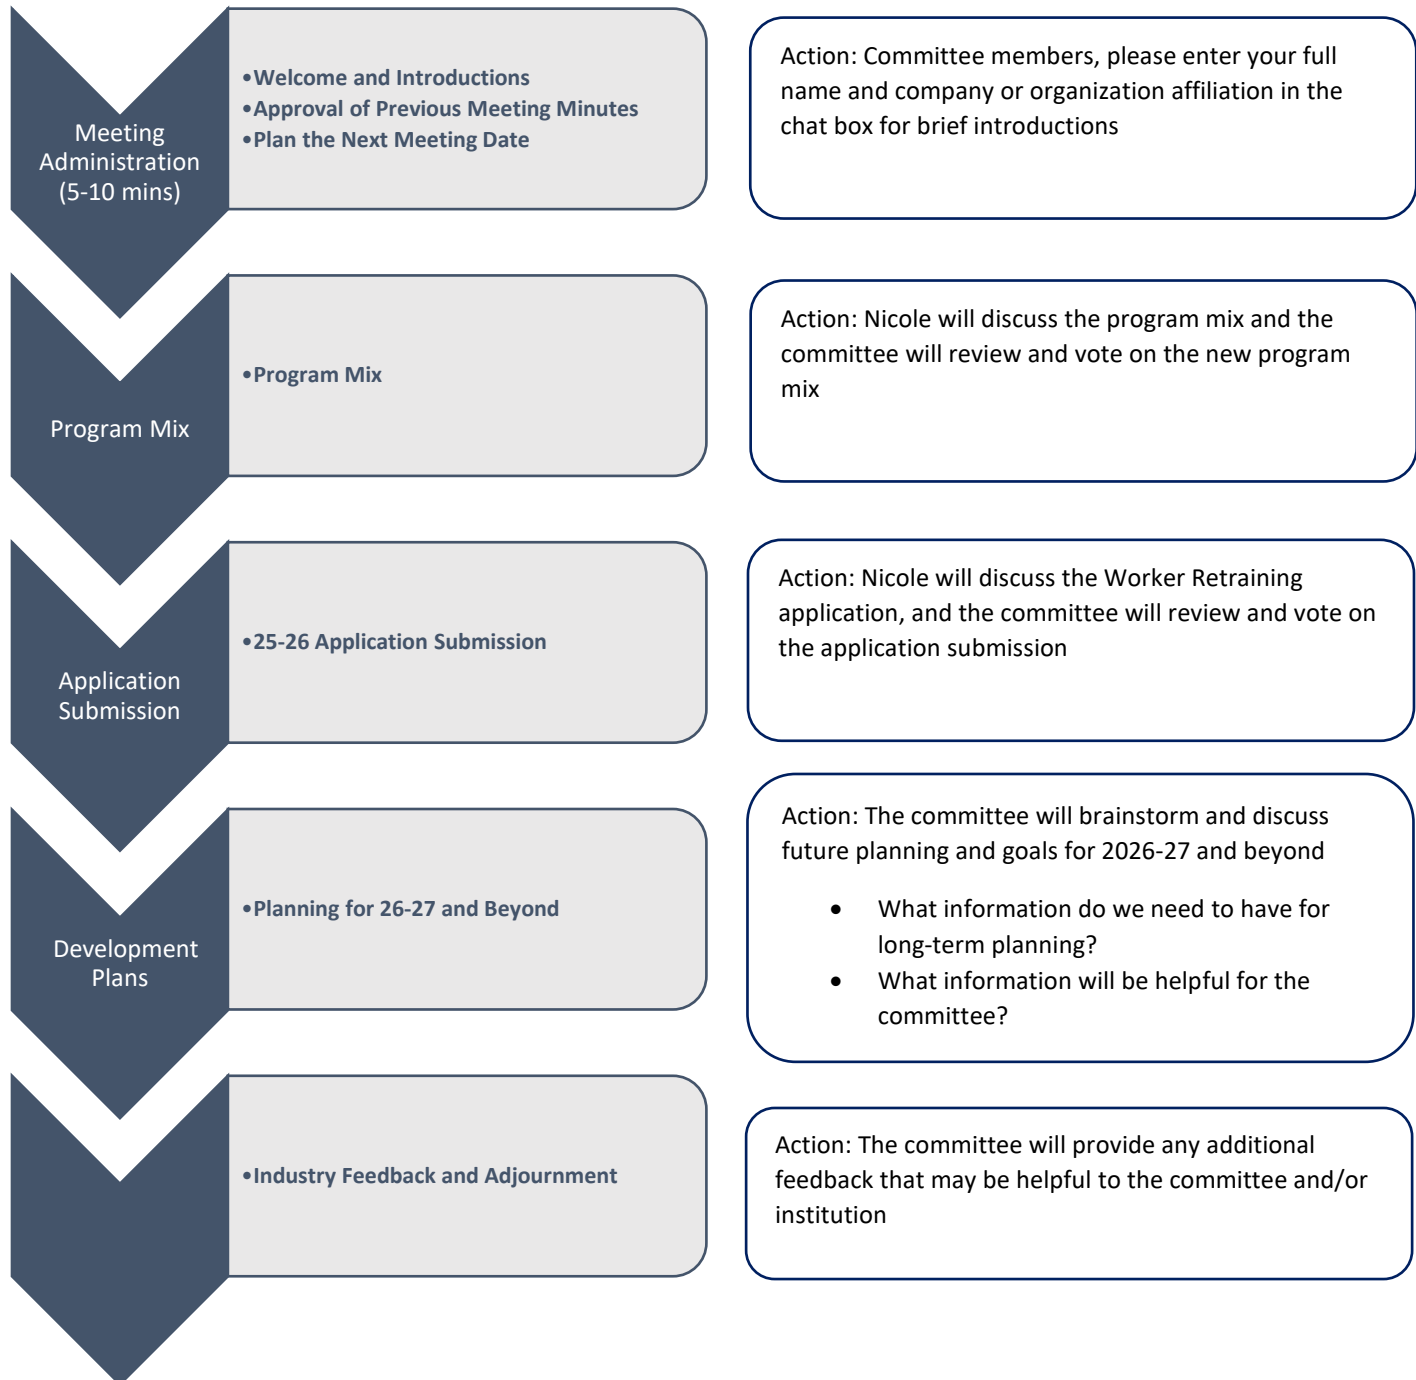 Meeting
Administration
(5-10 mins)
•Welcome and Introductions
•Approval of Previous Meeting Minutes
•Plan the Next Meeting Date
Action: Committee members, please enter your full
name and company or organization affiliation in the
chat box for brief introductions
Program Mix
•Program Mix
Action: Nicole will discuss the program mix and the
committee will review and vote on the new program
mix
Application
Submission
•25-26 Application Submission
Action: Nicole will discuss the Worker Retraining
application, and the committee will review and vote on
the application submission
Development
Plans
•Planning for 26-27 and Beyond
Action: The committee will brainstorm and discuss
future planning and goals for 2026-27 and beyond
• What information do we need to have for
long-term planning?
• What information will be helpful for the
committee?
•Industry Feedback and Adjournment
Action: The committee will provide any additional
feedback that may be helpful to the committee and/or
institution